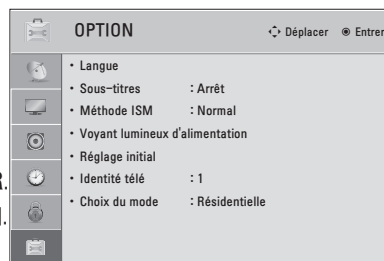 OPTION
Déplacer
Entrer
• Langue
• Sous-titres : Arrêt
• Méthode ISM : Normal
• Voyant lumineux d'alimentation
• Réglage initial
• Identité télé : 1
• Choix du mode : Résidentielle